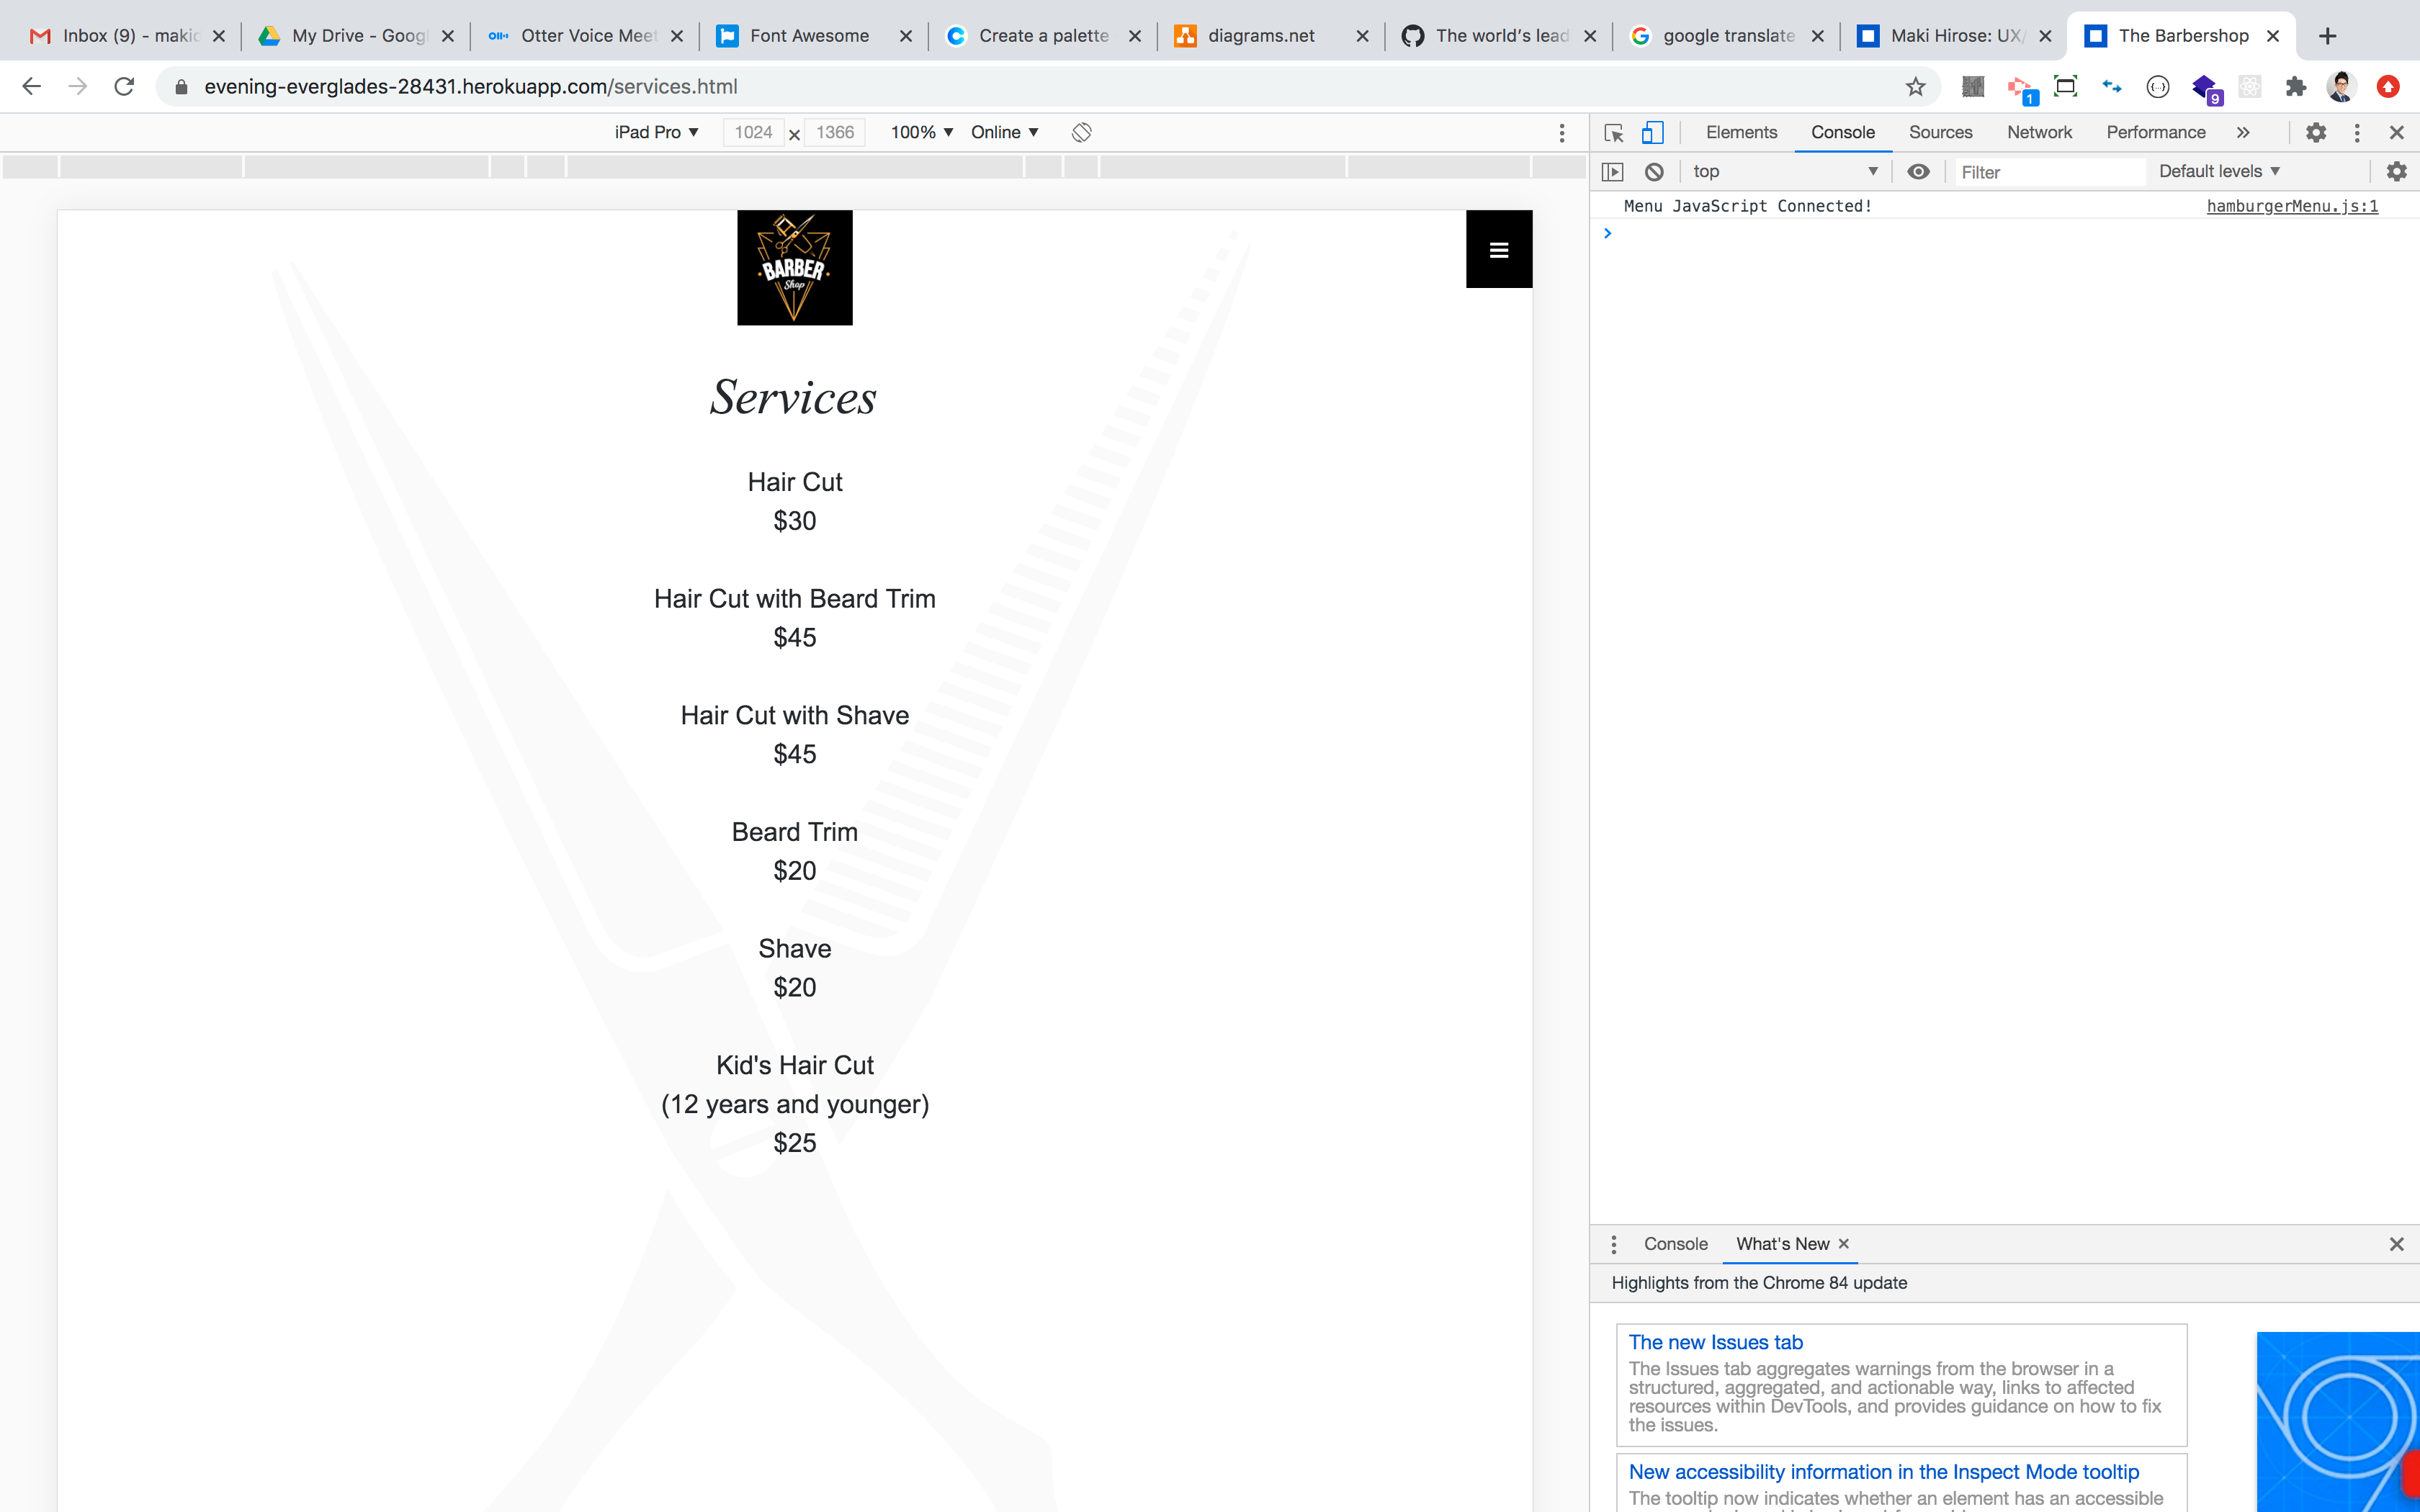 Inbox (9) - makic
My Drive - Googl
Otter Voice Meet
Font Awesome
Create a palette
diagrams.net
The world's lead
google translate
Maki Hirose: UX/
The Barbershop
evening-everglades-28431.herokuapp.com/services.html
1
9
iPad Pro
1024
1366
100%
Online
Elements
Console
Sources
Network
Performance
top
Filter
Default levels
Menu JavaScript Connected!
hamburgerMenu.js:1
BARBER
Shop
Services
Hair Cut
$30
Hair Cut with Beard Trim
$45
Hair Cut with Shave
$45
Beard Trim
$20
Shave
$20
Kid's Hair Cut
(12 years and younger)
$25
Console
What's New
Highlights from the Chrome 84 update
The new Issues tab
The Issues tab aggregates warnings from the browser in a
structured, aggregated, and actionable way, links to affected
resources within DevTools, and provides guidance on how to fix
the issues.
New accessibility information in the Inspect Mode tooltip
The tooltip now indicates whether an element has an accessible